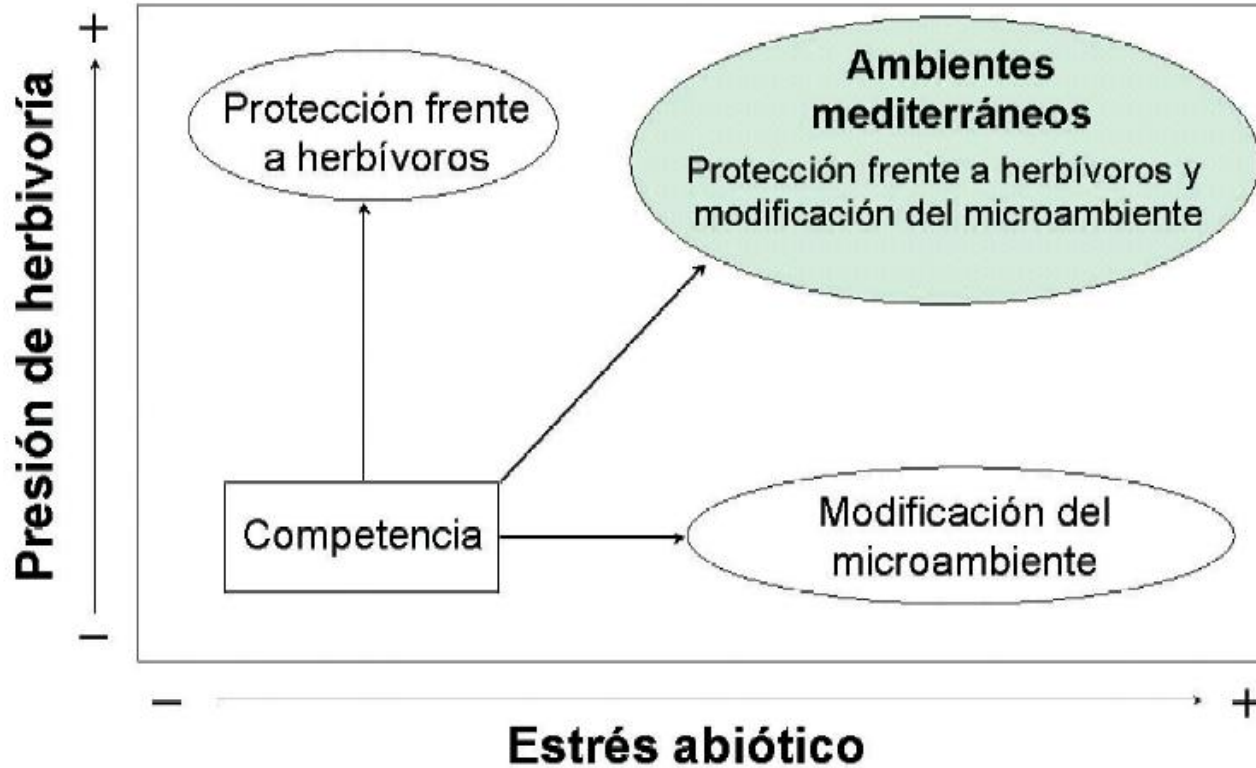 Presión de herbivoría
+
−
Protección frente
a herbívoros
Ambientes
mediterráneos
Protección frente a herbívoros y
modificación del microambiente
Competencia
Modificación del
microambiente
−
+
Estrés abiótico